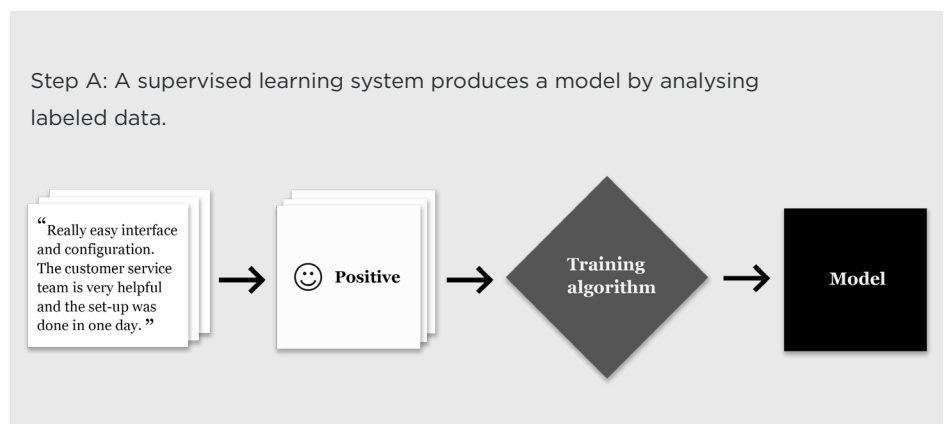 Step A: A supervised learning system produces a model by analysing
labeled data.
“Really easy interface
and configuration.
The customer service
team is very helpful
and the set-up was
done in one day.”
Positive
Training
algorithm
Model